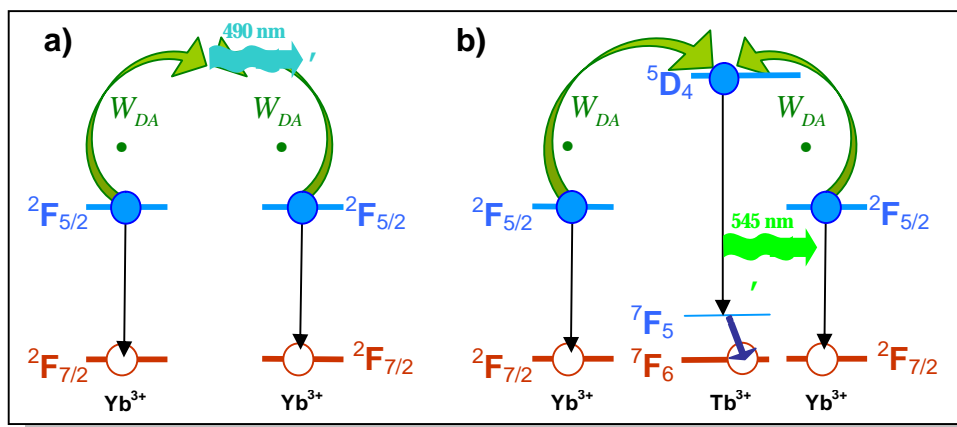 a)
490 nm
,
W_DA
W_DA
²F₅/₂
²F₅/₂
²F₇/₂
²F₇/₂
Yb³⁺
Yb³⁺
b)
⁵D₄
W_DA
W_DA
²F₅/₂
²F₅/₂
545 nm
,
⁷F₅
²F₇/₂
⁷F₆
²F₇/₂
Yb³⁺
Tb³⁺
Yb³⁺